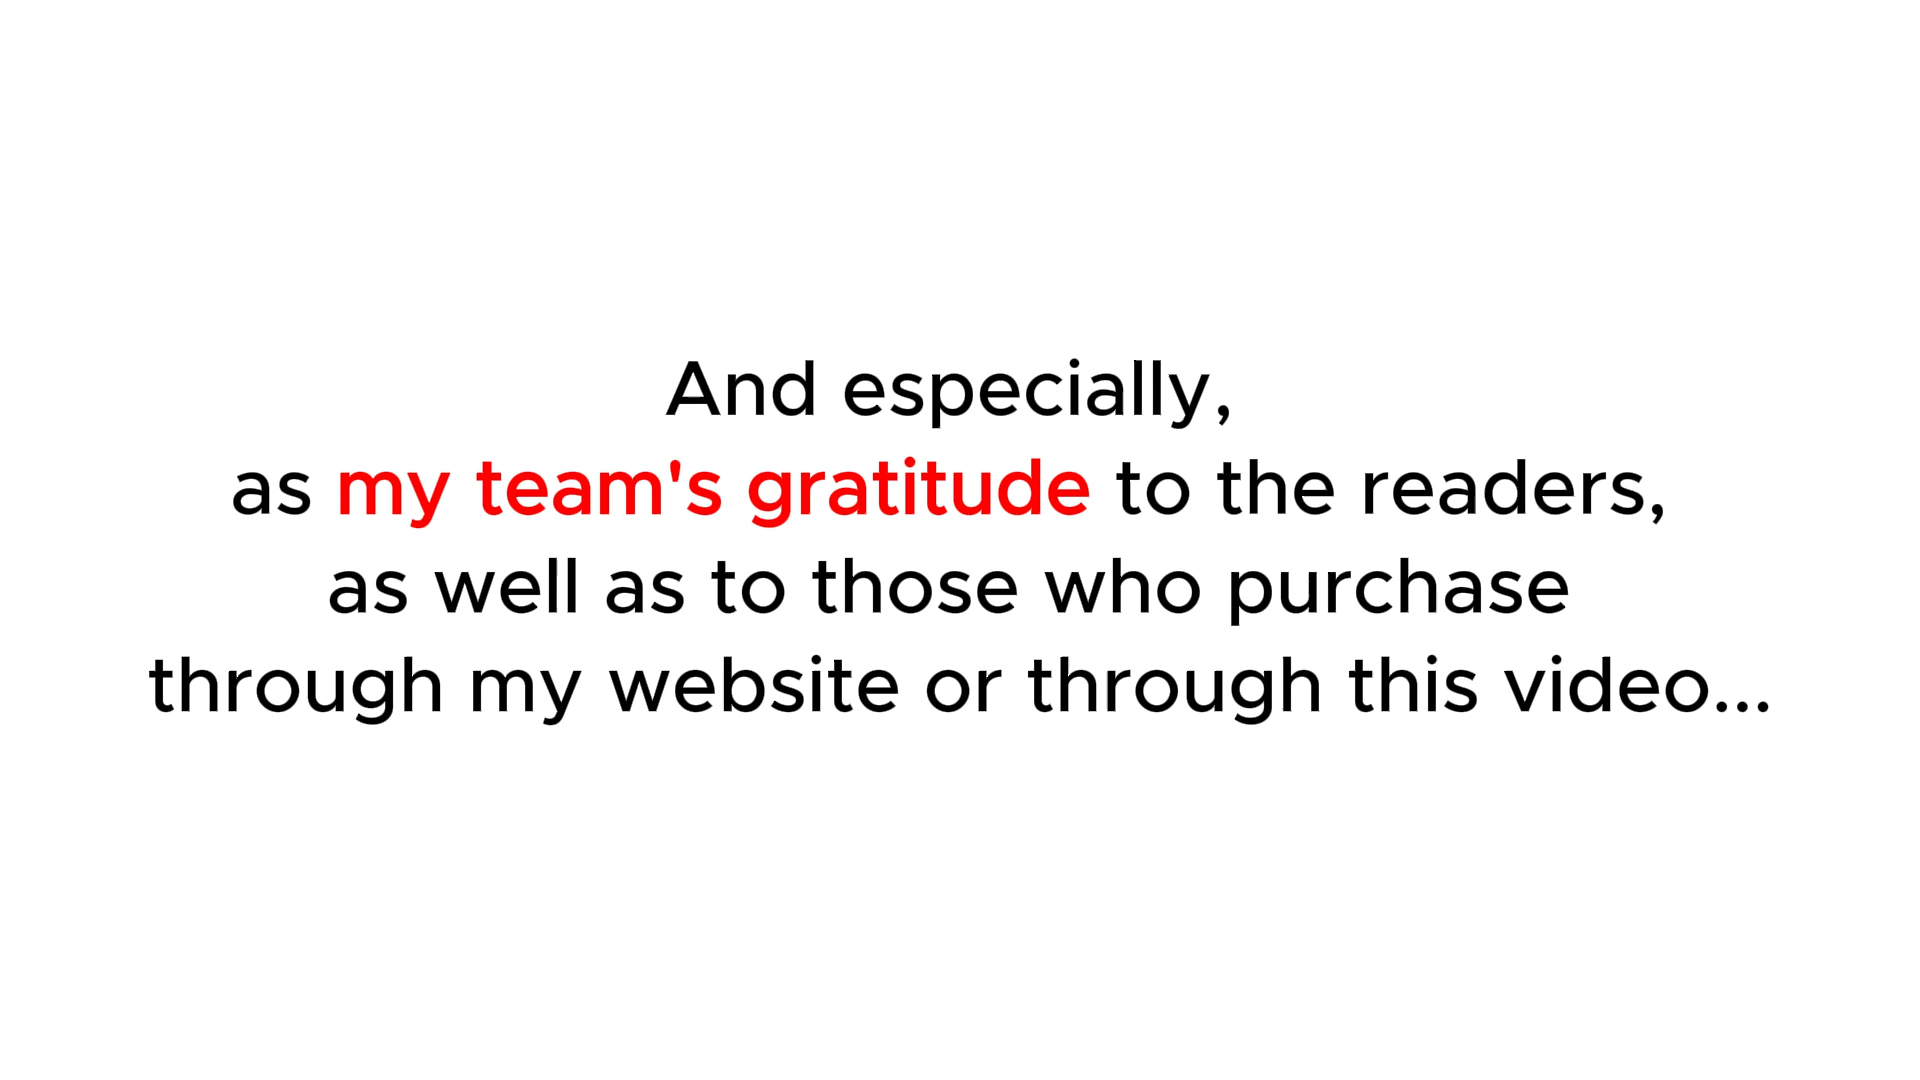 And especially,
as my team's gratitude to the readers,
as well as to those who purchase
through my website or through this video...